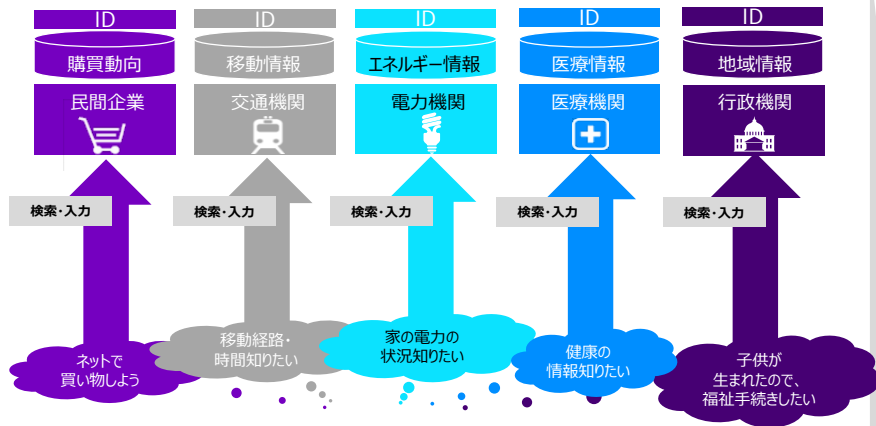 ID
ID
ID
ID
ID
購買動向
移動情報
エネルギー情報
医療情報
地域情報
民間企業
交通機関
電力機関
医療機関
行政機関
検索・入力
検索・入力
検索・入力
検索・入力
検索・入力
ネットで
買い物しよう
移動経路・
時間知りたい
家の電力の
状況知りたい
健康の
情報知りたい
子供が
生まれたので、
福祉手続きしたい